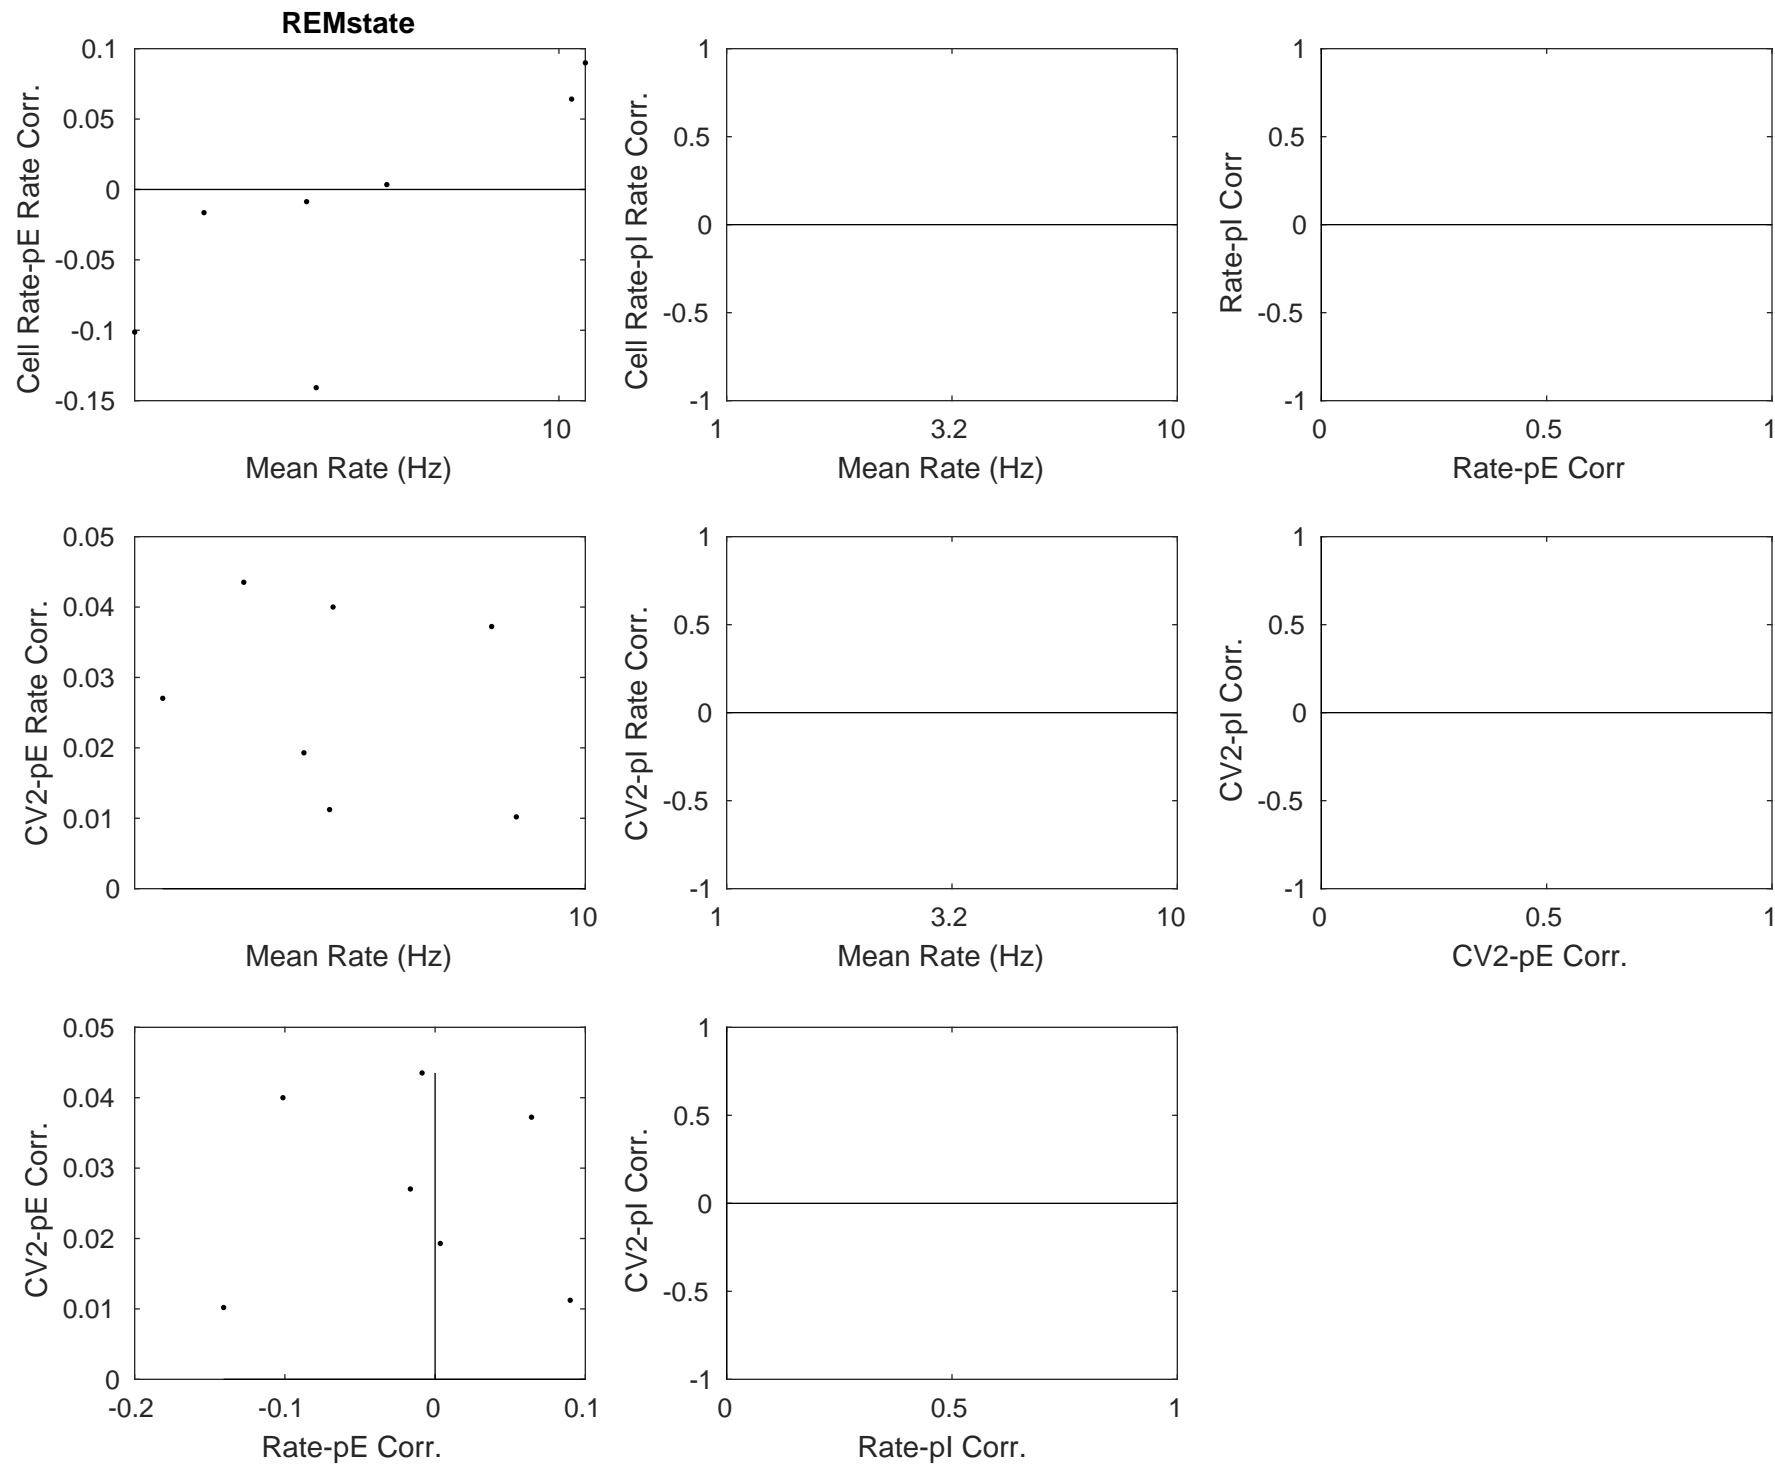 REMstate
0.1
0.05
0
-0.05
-0.1
-0.15
Cell Rate-pE Rate Corr.
10
Mean Rate (Hz)
1
0.5
0
-0.5
-1
Cell Rate-pI Rate Corr.
1 3.2 10
Mean Rate (Hz)
1
0.5
0
-0.5
-1
Rate-pI Corr
0 0.5 1
Rate-pE Corr
0.05
0.04
0.03
0.02
0.01
0
CV2-pE Rate Corr.
10
Mean Rate (Hz)
1
0.5
0
-0.5
-1
CV2-pI Rate Corr.
1 3.2 10
Mean Rate (Hz)
1
0.5
0
-0.5
-1
CV2-pI Corr.
0 0.5 1
CV2-pE Corr.
0.05
0.04
0.03
0.02
0.01
0
CV2-pE Corr.
-0.2 -0.1 0 0.1
Rate-pE Corr.
1
0.5
0
-0.5
-1
CV2-pI Corr.
0 0.5 1
Rate-pI Corr.